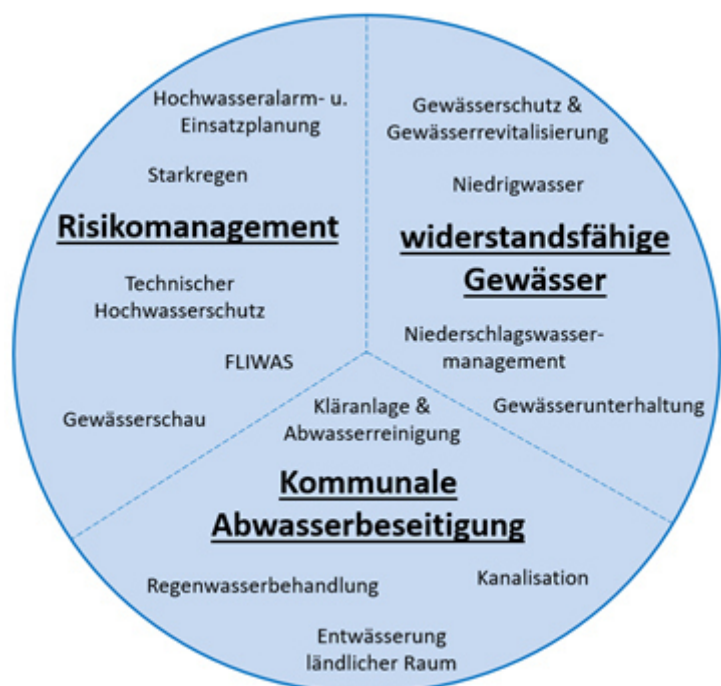 Hochwasseralarm- u.
Einsatzplanung
Starkregen
Risikomanagement
Technischer
Hochwasserschutz
FLIWAS
Gewässerschau
Gewässerschutz &
Gewässerrevitalisierung
Niedrigwasser
widerstandsfähige
Gewässer
Niederschlagswasser-
management
Gewässerunterhaltung
Kläranlage &
Abwasserreinigung
Kommunale
Abwasserbeseitigung
Regenwasserbehandlung
Kanalisation
Entwässerung
ländlicher Raum